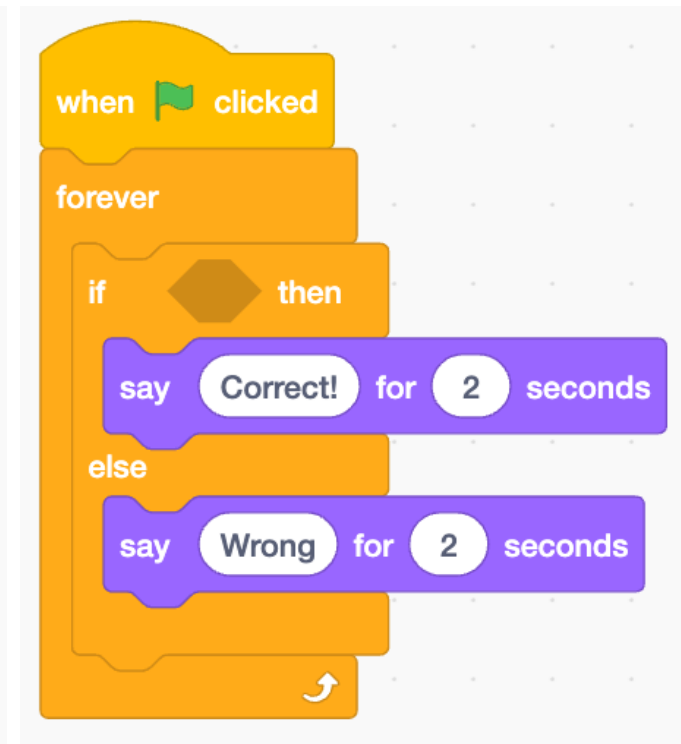 when clicked
forever
if then
say Correct! for 2 seconds
else
say Wrong for 2 seconds